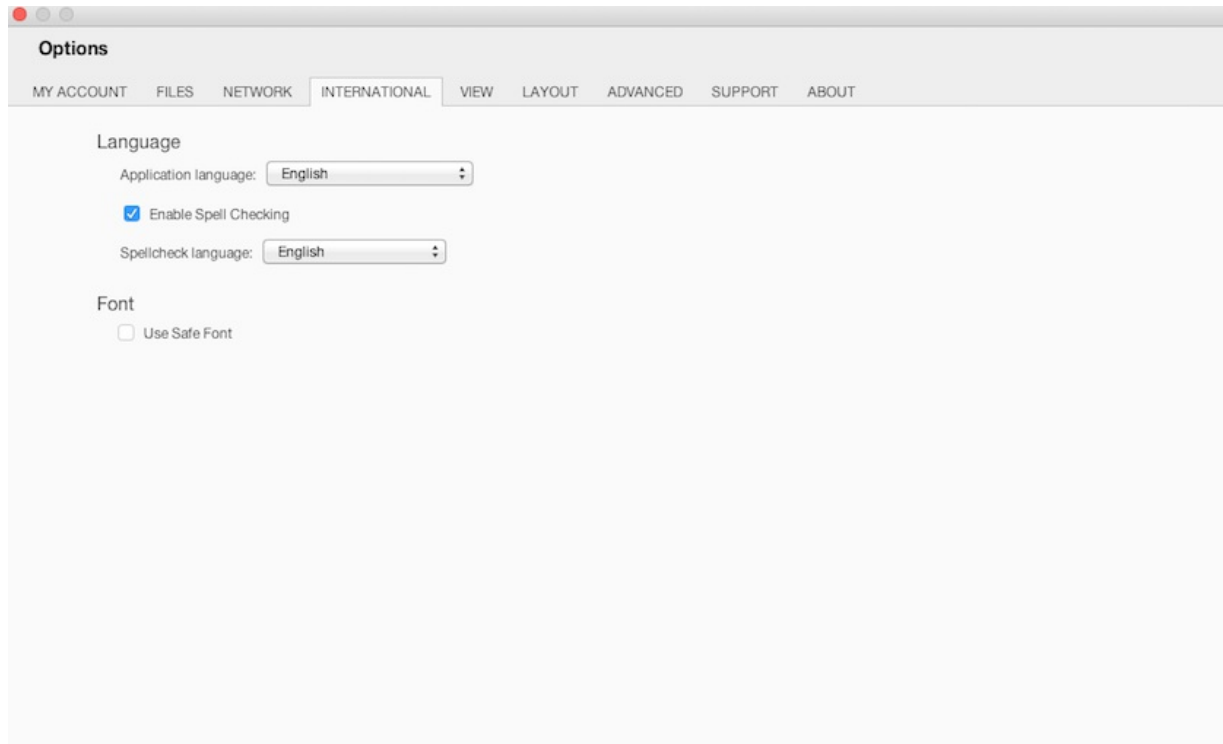 Options
MY ACCOUNT FILES NETWORK INTERNATIONAL VIEW LAYOUT ADVANCED SUPPORT ABOUT
Language
Application language: English
Enable Spell Checking
Spellcheck language: English
Font
Use Safe Font